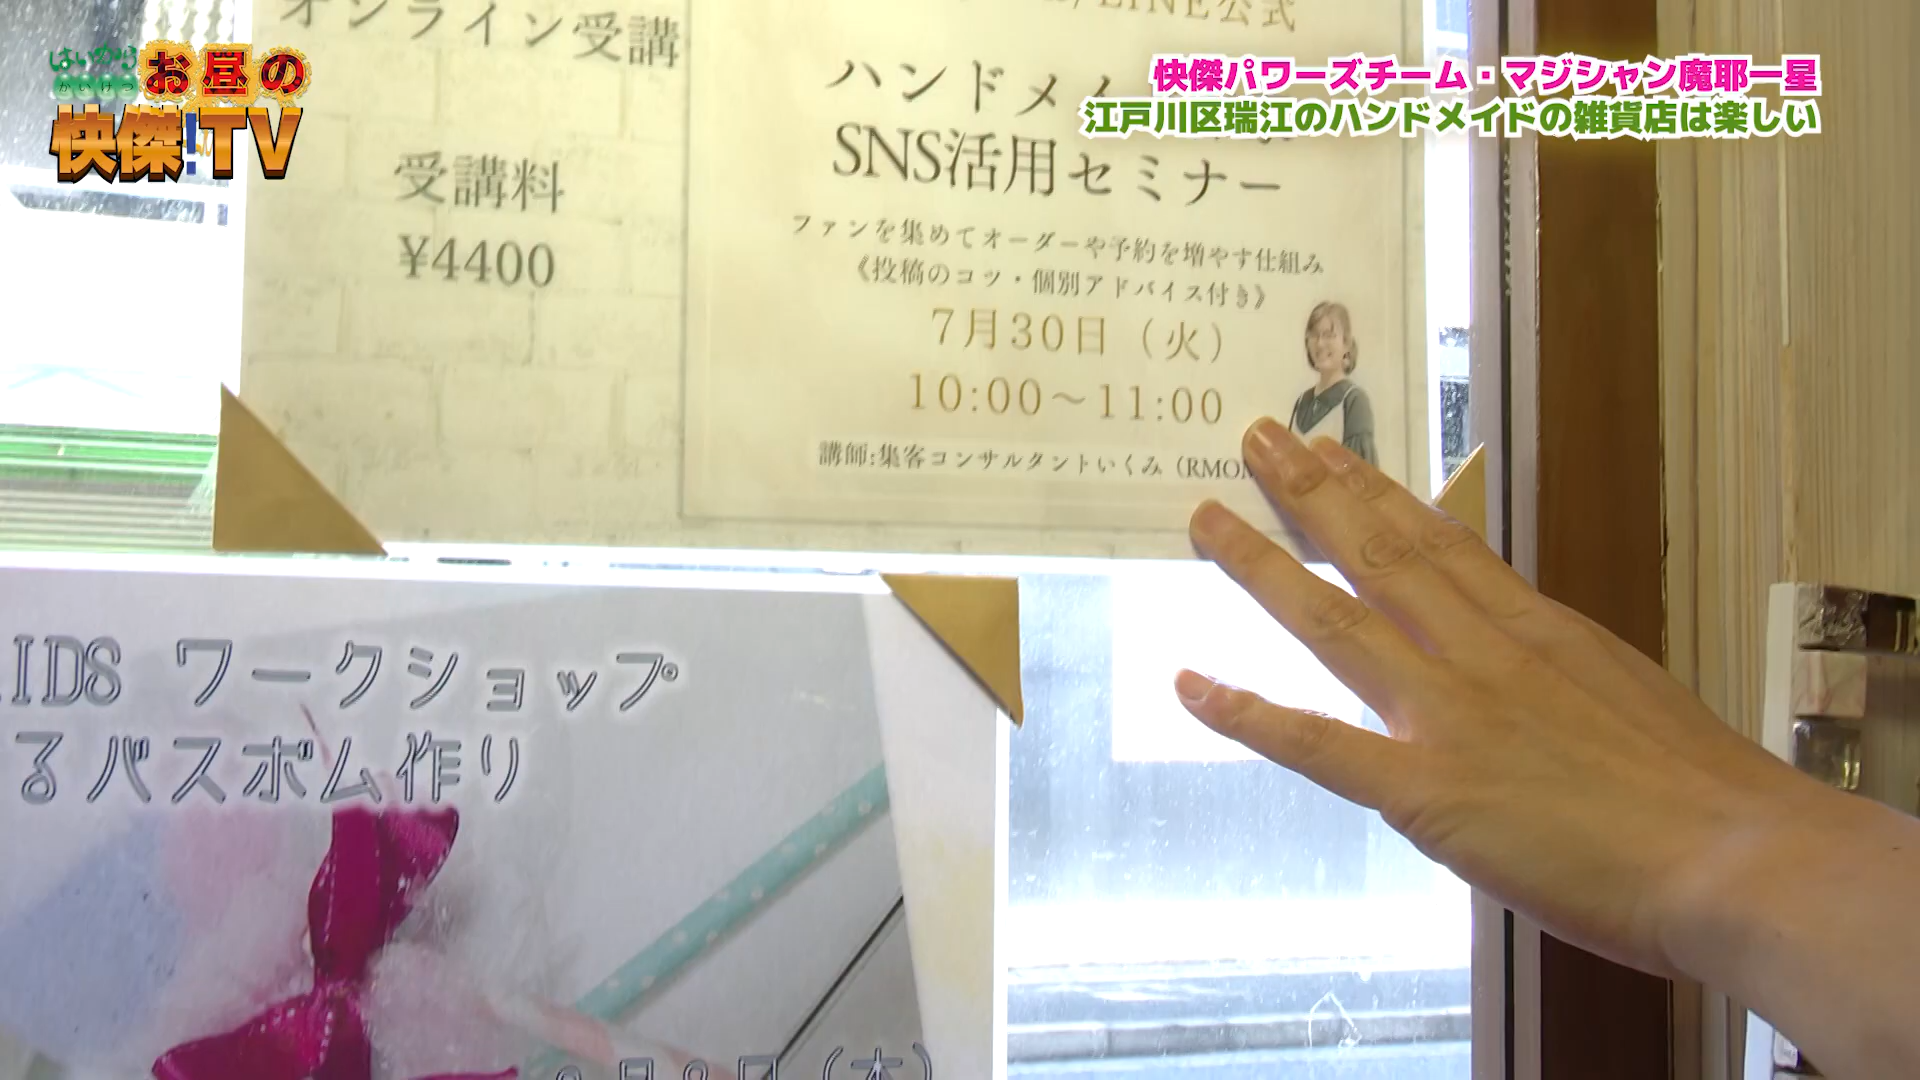 はいから
かいけつ
お昼の
快傑!TV
快傑パワーズチーム・マジシャン魔耶一星
江戸川区瑞江のハンドメイドの雑貨店は楽しい
オンライン受講
受講料
¥4400
LINE公式
ハンドメイ
SNS活用セミナー
ファンを集めてオーダーや予約を増やす仕組み
《投稿のコツ・個別アドバイス付き》
7月30日（火）
10:00〜11:00
講師:集客コンサルタントいくみ（RMOM
KIDS ワークショップ
るバスボム作り
月8日（木）